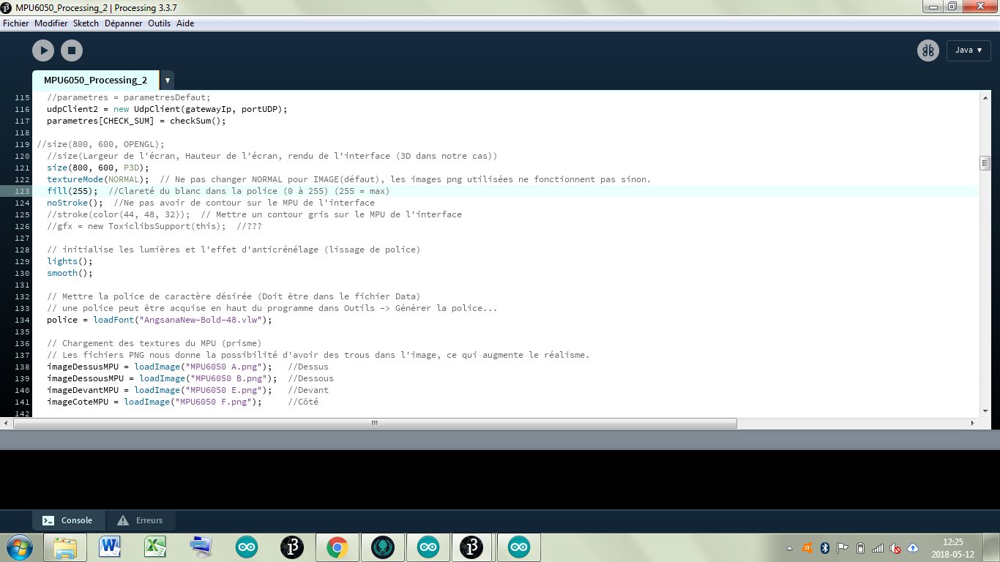 MPU6050_Processing_2 | Processing 3.3.7
Fichier Modifier Sketch Dépanner Outils Aide
Java ▾
MPU6050_Processing_2 ▾
115 //parametres = parametresDefaut;
116 udpClient2 = new UdpClient(gatewayIp, portUDP);
117 parametres[CHECK_SUM] = checkSum();
118
119 //size(800, 600, OPENGL);
120 //size(Largeur de l'écran, Hauteur de l'écran, rendu de l'interface (3D dans notre cas))
121 size(800, 600, P3D);
122 textureMode(NORMAL);  // Ne pas changer NORMAL pour IMAGE(défaut), les images png utilisées ne fonctionnent pas sinon.
123 fill(255);  //Clareté du blanc dans la police (0 à 255) (255 = max)
124 noStroke();  //Ne pas avoir de contour sur le MPU de l'interface
125 //stroke(color(44, 48, 32));  // Mettre un contour gris sur le MPU de l'interface
126 //gfx = new ToxiclibsSupport(this);  //???
127
128 // initialise les lumières et l'effet d'anticrénélage (lissage de police)
129 lights();
130 smooth();
131
132 // Mettre la police de caractère désirée (Doit être dans le fichier Data)
133 // une police peut être acquise en haut du programme dans Outils -> Générer la police...
134 police = loadFont("AngsanaNew-Bold-48.vlw");
135
136 // Chargement des textures du MPU (prisme)
137 // Les fichiers PNG nous donne la possibilité d'avoir des trous dans l'image, ce qui augmente le réalisme.
138 imageDessusMPU = loadImage("MPU6050 A.png");   //Dessus
139 imageDessousMPU = loadImage("MPU6050 B.png");  //Dessous
140 imageDevantMPU = loadImage("MPU6050 E.png");   //Devant
141 imageCoteMPU = loadImage("MPU6050 F.png");     //Côté
142
Console Erreurs
12:25
2018-05-12